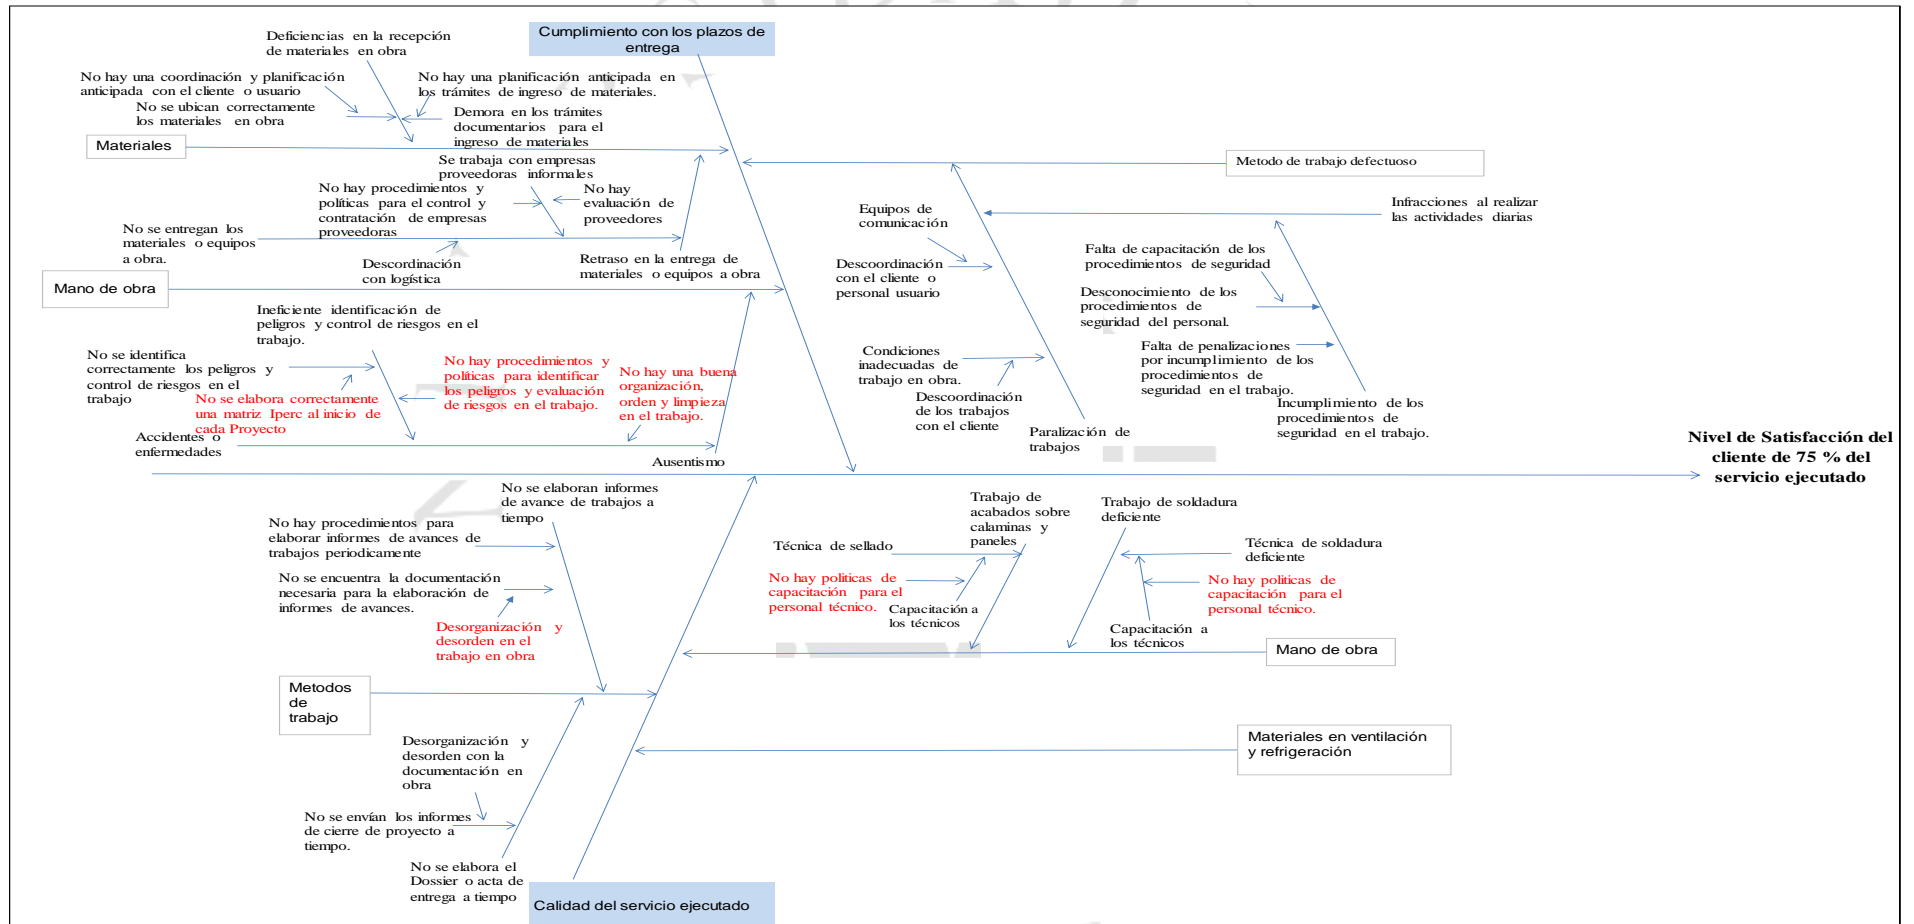 Cumplimiento con los plazos de
entrega
Deficiencias en la recepción
de materiales en obra
No hay una coordinación y planificación
anticipada con el cliente o usuario
No hay una planificación anticipada en
los trámites de ingreso de materiales.
No se ubican correctamente
los materiales en obra
Demora en los trámites
documentarios para el
ingreso de materiales
Materiales
Metodo de trabajo defectuoso
Se trabaja con empresas
proveedoras informales
No hay procedimientos y
políticas para el control y
contratación de empresas
proveedoras
No hay
evaluación de
proveedores
No se entregan los
materiales o equipos
a obra.
Descordinación
con logística
Retraso en la entrega de
materiales o equipos a obra
Mano de obra
Equipos de
comunicación
Descoordinación
con el cliente o
personal usuario
Infracciones al realizar
las actividades diarias
Falta de capacitación de los
procedimientos de seguridad
Desconocimiento de los
procedimientos de
seguridad del personal.
Falta de penalizaciones
por incumplimiento de los
procedimientos de
seguridad en el trabajo.
Incumplimiento de los
procedimientos de
seguridad en el trabajo.
Condiciones
inadecuadas de
trabajo en obra.
Descoordinación
de los trabajos
con el cliente
Paralización de
trabajos
Ineficiente identificación de
peligros y control de riesgos en el
trabajo.
No se identifica
correctamente los peligros y
control de riesgos en el
trabajo
No se elabora correctamente
una matriz Iperc al inicio de
cada Proyecto
No hay procedimientos y
políticas para identificar
los peligros y evaluación
de riesgos en el trabajo.
No hay una buena
organización,
orden y limpieza
en el trabajo.
Accidentes o
enfermedades
Ausentismo
Nivel de Satisfacción del
cliente de 75 % del
servicio ejecutado
No se elaboran informes
de avance de trabajos a
tiempo
No hay procedimientos para
elaborar informes de avances de
trabajos periodicamente
No se encuentra la documentación
necesaria para la elaboración de
informes de avances.
Desorganización y
desorden en el
trabajo en obra
Trabajo de
acabados sobre
calaminas y
paneles
Técnica de sellado
No hay politicas de
capacitación para el
personal técnico.
Capacitación a
los técnicos
Trabajo de soldadura
deficiente
Técnica de soldadura
deficiente
No hay politicas de
capacitación para el
personal técnico.
Capacitación a
los técnicos
Mano de obra
Metodos
de
trabajo
Materiales en ventilación
y refrigeración
Desorganización y
desorden con la
documentación en
obra
No se envían los informes
de cierre de proyecto a
tiempo.
No se elabora el
Dossier o acta de
entrega a tiempo
Calidad del servicio ejecutado